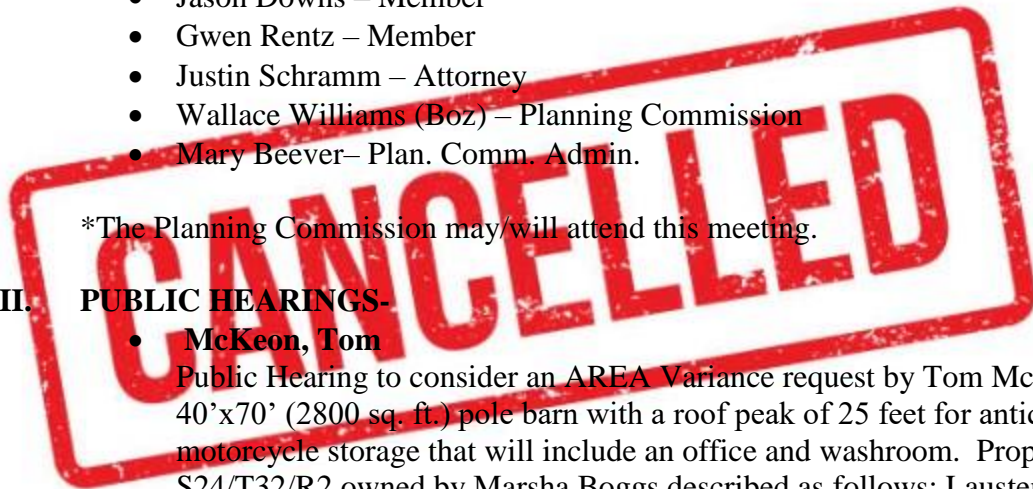 • Jason Downs – Member
• Gwen Rentz – Member
• Justin Schramm – Attorney
• Wallace Williams (Boz) – Planning Commission
• Mary Beever– Plan. Comm. Admin.
*The Planning Commission may/will attend this meeting.
CANCELLED
II. PUBLIC HEARINGS-
• McKeon, Tom
Public Hearing to consider an AREA Variance request by Tom Mc
40’x70’ (2800 sq. ft.) pole barn with a roof peak of 25 feet for
motorcycle storage that will include an office and washroom. Prop
S24/T32/R2 owned by Marsha Boggs described as follows: